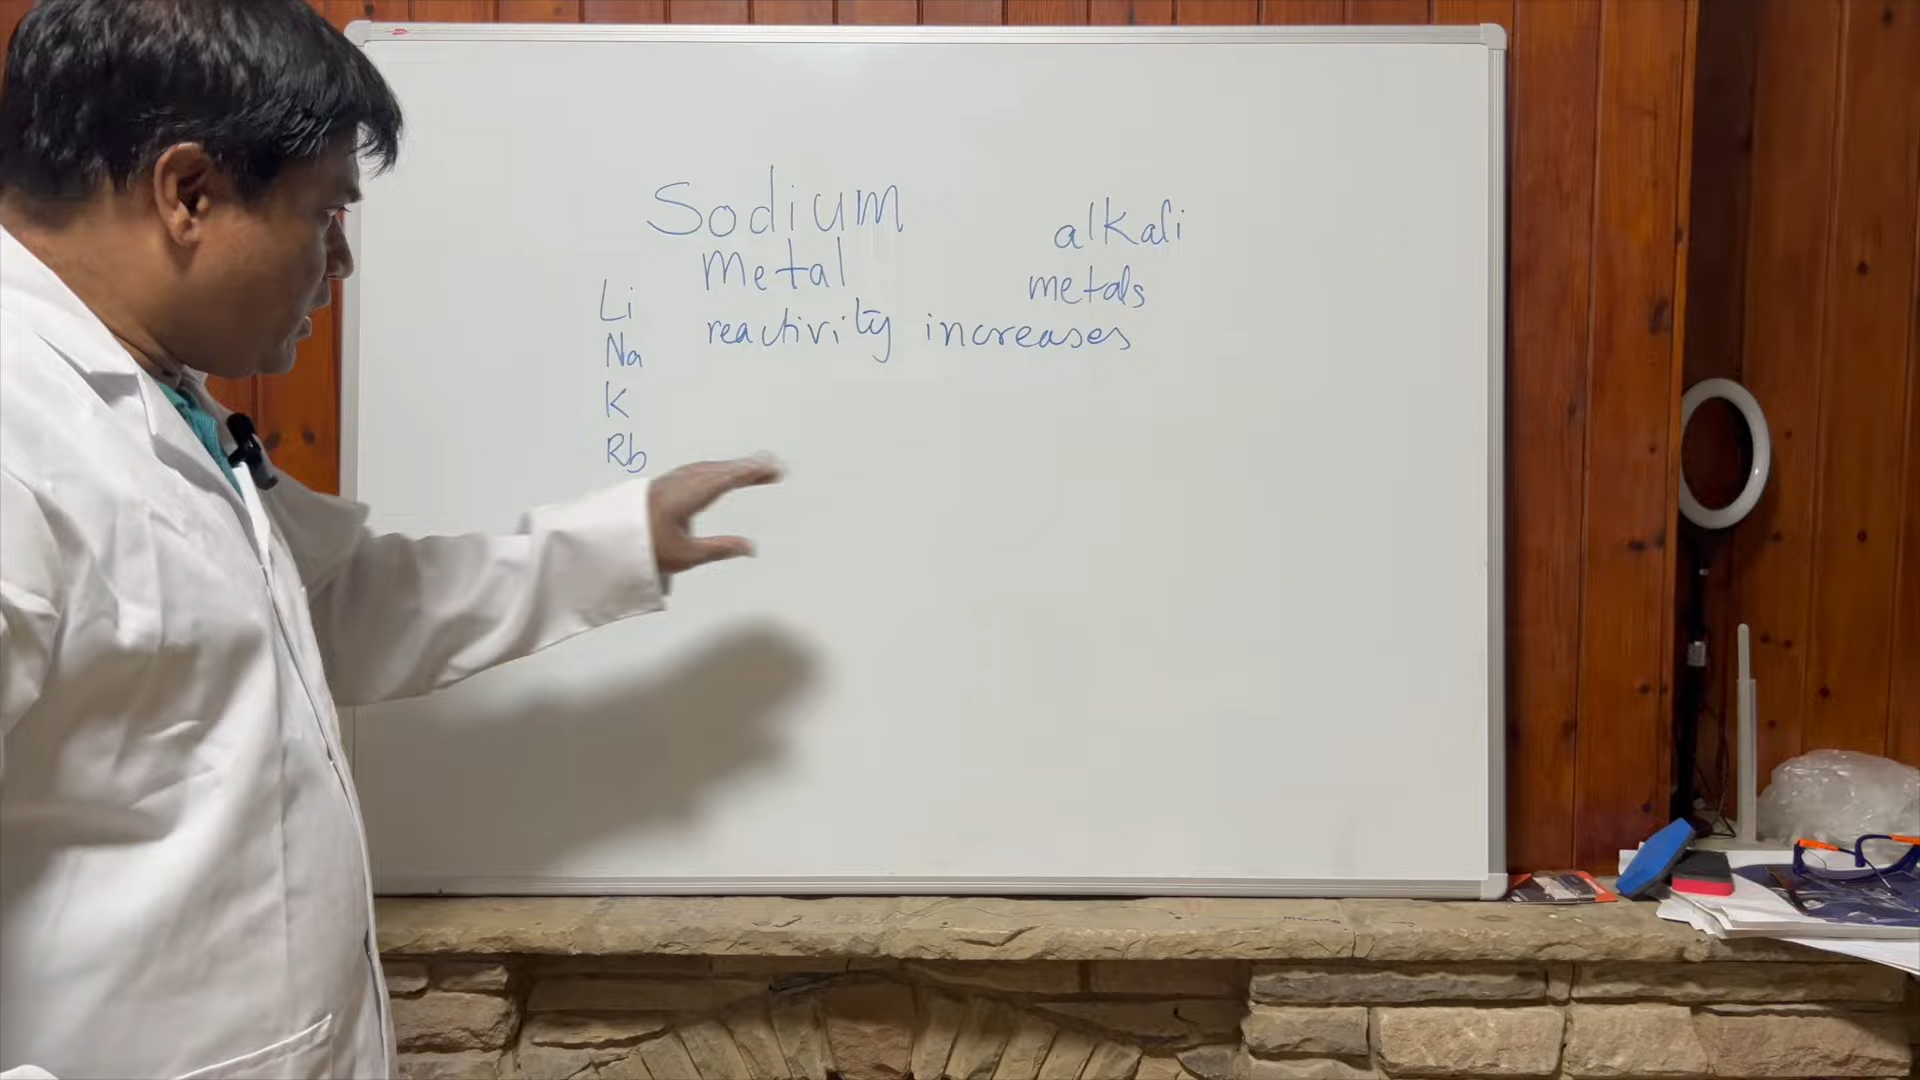 Sodium
Metal
alkali
metals
reactivity increases
Li
Na
K
Rb